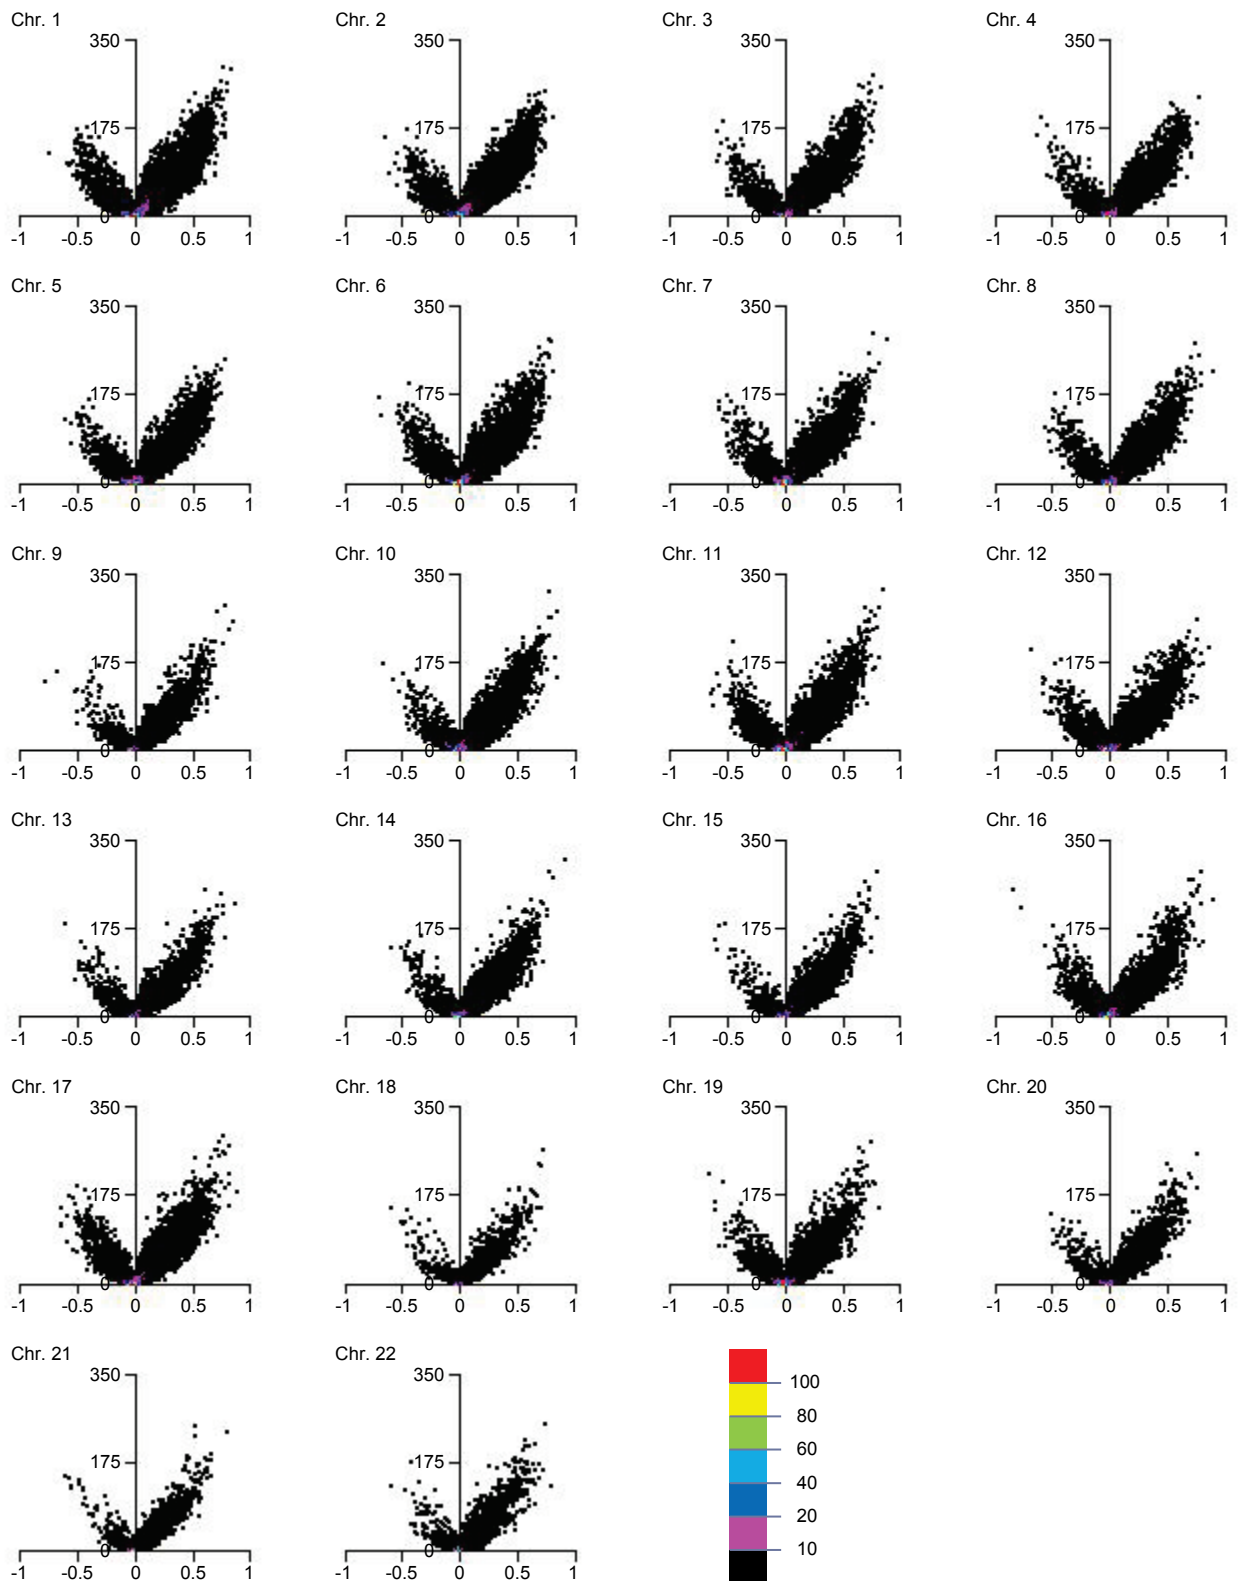 Chr. 1 Chr. 2 Chr. 3 Chr. 4
350 350 350 350
175 175 175 175
0 0 0 0
-1 -0.5 0 0.5 1 -1 -0.5 0 0.5 1 -1 -0.5 0 0.5 1 -1 -0.5 0 0.5 1
Chr. 5 Chr. 6 Chr. 7 Chr. 8
350 350 350 350
175 175 175 175
0 0 0 0
-1 -0.5 0 0.5 1 -1 -0.5 0 0.5 1 -1 -0.5 0 0.5 1 -1 -0.5 0 0.5 1
Chr. 9 Chr. 10 Chr. 11 Chr. 12
350 350 350 350
175 175 175 175
0 0 0 0
-1 -0.5 0 0.5 1 -1 -0.5 0 0.5 1 -1 -0.5 0 0.5 1 -1 -0.5 0 0.5 1
Chr. 13 Chr. 14 Chr. 15 Chr. 16
350 350 350 350
175 175 175 175
0 0 0 0
-1 -0.5 0 0.5 1 -1 -0.5 0 0.5 1 -1 -0.5 0 0.5 1 -1 -0.5 0 0.5 1
Chr. 17 Chr. 18 Chr. 19 Chr. 20
350 350 350 350
175 175 175 175
0 0 0 0
-1 -0.5 0 0.5 1 -1 -0.5 0 0.5 1 -1 -0.5 0 0.5 1 -1 -0.5 0 0.5 1
Chr. 21 Chr. 22
350 350
175 175
0 0
-1 -0.5 0 0.5 1 -1 -0.5 0 0.5 1
100
80
60
40
20
10